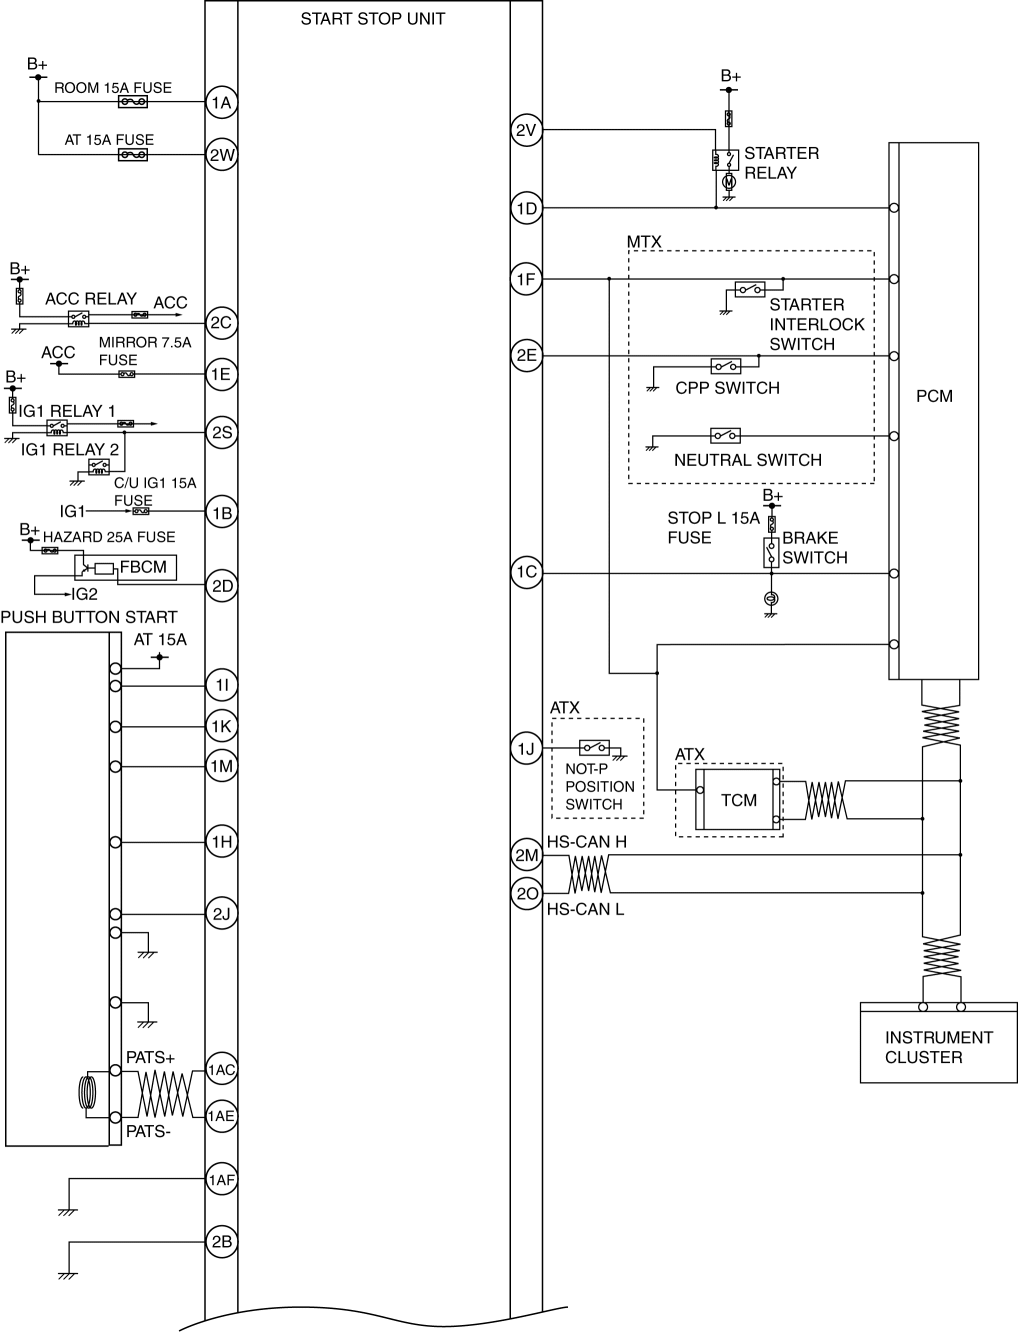 START STOP UNIT
B+
ROOM 15A FUSE
1A
AT 15A FUSE
2W
B+
ACC RELAY
ACC
2C
MIRROR 7.5A
FUSE
ACC
1E
B+
IG1 RELAY 1
2S
IG1 RELAY 2
C/U IG1 15A
FUSE
IG1
1B
B+
HAZARD 25A FUSE
FBCM
2D
IG2
PUSH BUTTON START
AT 15A
1I
1K
1M
1H
2J
PATS+
1AC
1AE
PATS-
1AF
2B
B+
2V
STARTER
RELAY
M
1D
MTX
1F
STARTER
INTERLOCK
SWITCH
2E
CPP SWITCH
PCM
NEUTRAL SWITCH
B+
STOP L 15A
FUSE
BRAKE
SWITCH
1C
ATX
1J
NOT-P
POSITION
SWITCH
ATX
TCM
HS-CAN H
2M
2O
HS-CAN L
INSTRUMENT
CLUSTER